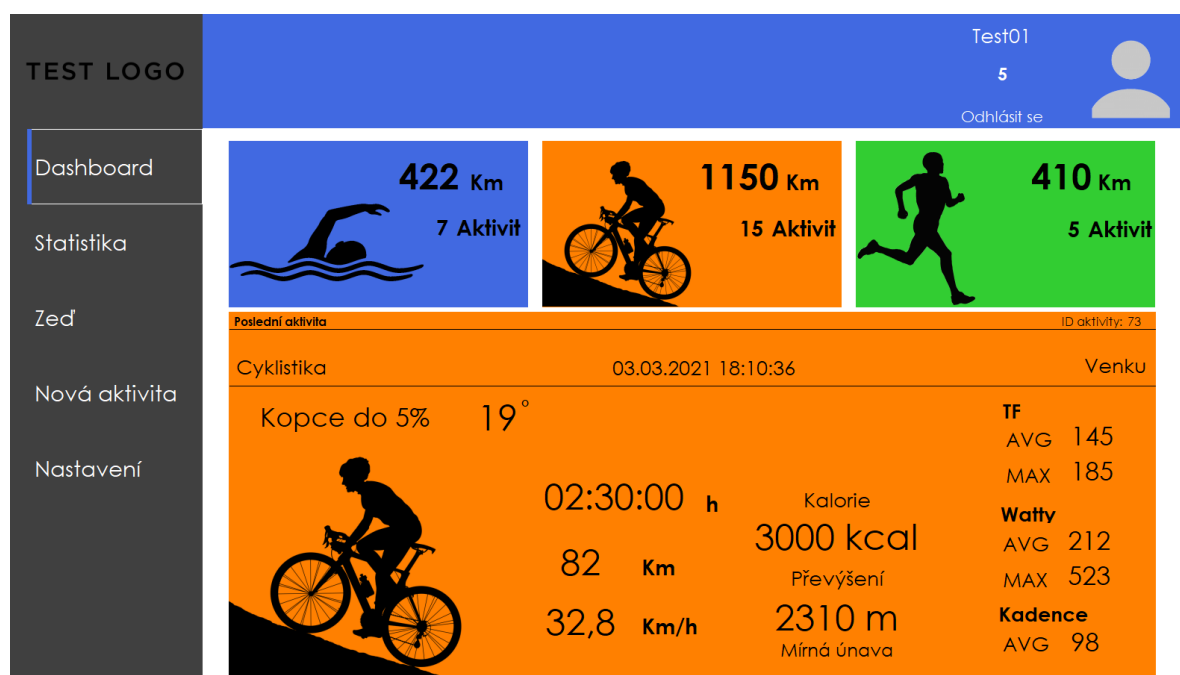 TEST LOGO
Test01
5
Odhlásit se
Dashboard
Statistika
Zeď
Nová aktivita
Nastavení
422 Km
7 Aktivit
1150 Km
15 Aktivit
410 Km
5 Aktivit
Poslední aktivita ID aktivity: 73
Cyklistika 03.03.2021 18:10:36 Venku
Kopce do 5% 19°
02:30:00 h
82 Km
32,8 Km/h
Kalorie
3000 kcal
Převýšení
2310 m
Mírná únava
TF
AVG 145
MAX 185
Watty
AVG 212
MAX 523
Kadence
AVG 98